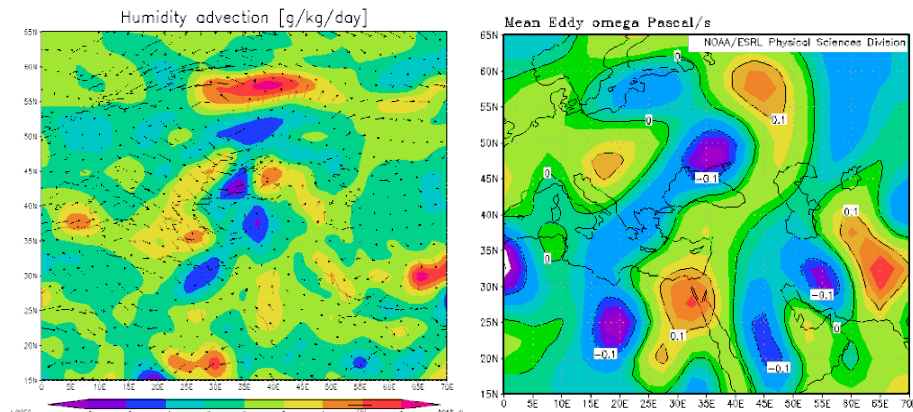 Humidity advection [g/kg/day]
65N
60N
55N
50N
45N
40N
35N
30N
25N
20N
15N
0 5E 10E 15E 20E 25E 30E 35E 40E 45E 50E 55E 60E 65E 70E
Mean Eddy omega Pascal/s
NOAA/ESRL Physical Sciences Division
65N
60N
55N
50N
45N
40N
35N
30N
25N
20N
15N
0
0.1
0
-0.1
0
0.1
-0.1
0.1
0
-0.1
-0.1
0 5E 10E 15E 20E 25E 30E 35E 40E 45E 50E 55E 60E 65E 70E